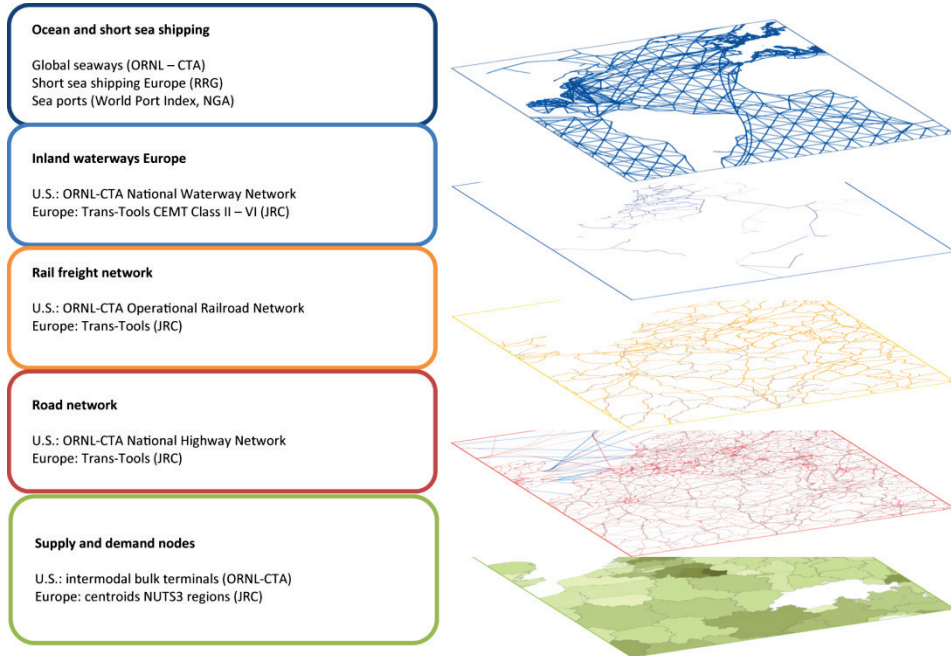 Ocean and short sea shipping
Global seaways (ORNL – CTA)
Short sea shipping Europe (RRG)
Sea ports (World Port Index, NGA)
Inland waterways Europe
U.S.: ORNL-CTA National Waterway Network
Europe: Trans-Tools CEMT Class II – VI (JRC)
Rail freight network
U.S.: ORNL-CTA Operational Railroad Network
Europe: Trans-Tools (JRC)
Road network
U.S.: ORNL-CTA National Highway Network
Europe: Trans-Tools (JRC)
Supply and demand nodes
U.S.: intermodal bulk terminals (ORNL-CTA)
Europe: centroids NUTS3 regions (JRC)